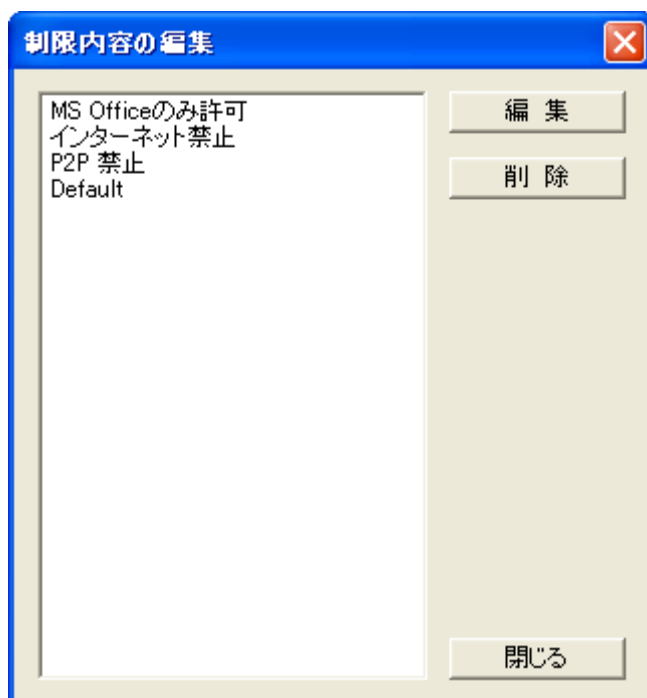 制限内容の編集
MS Officeのみ許可
インターネット禁止
P2P 禁止
Default
編 集
削 除
閉じる